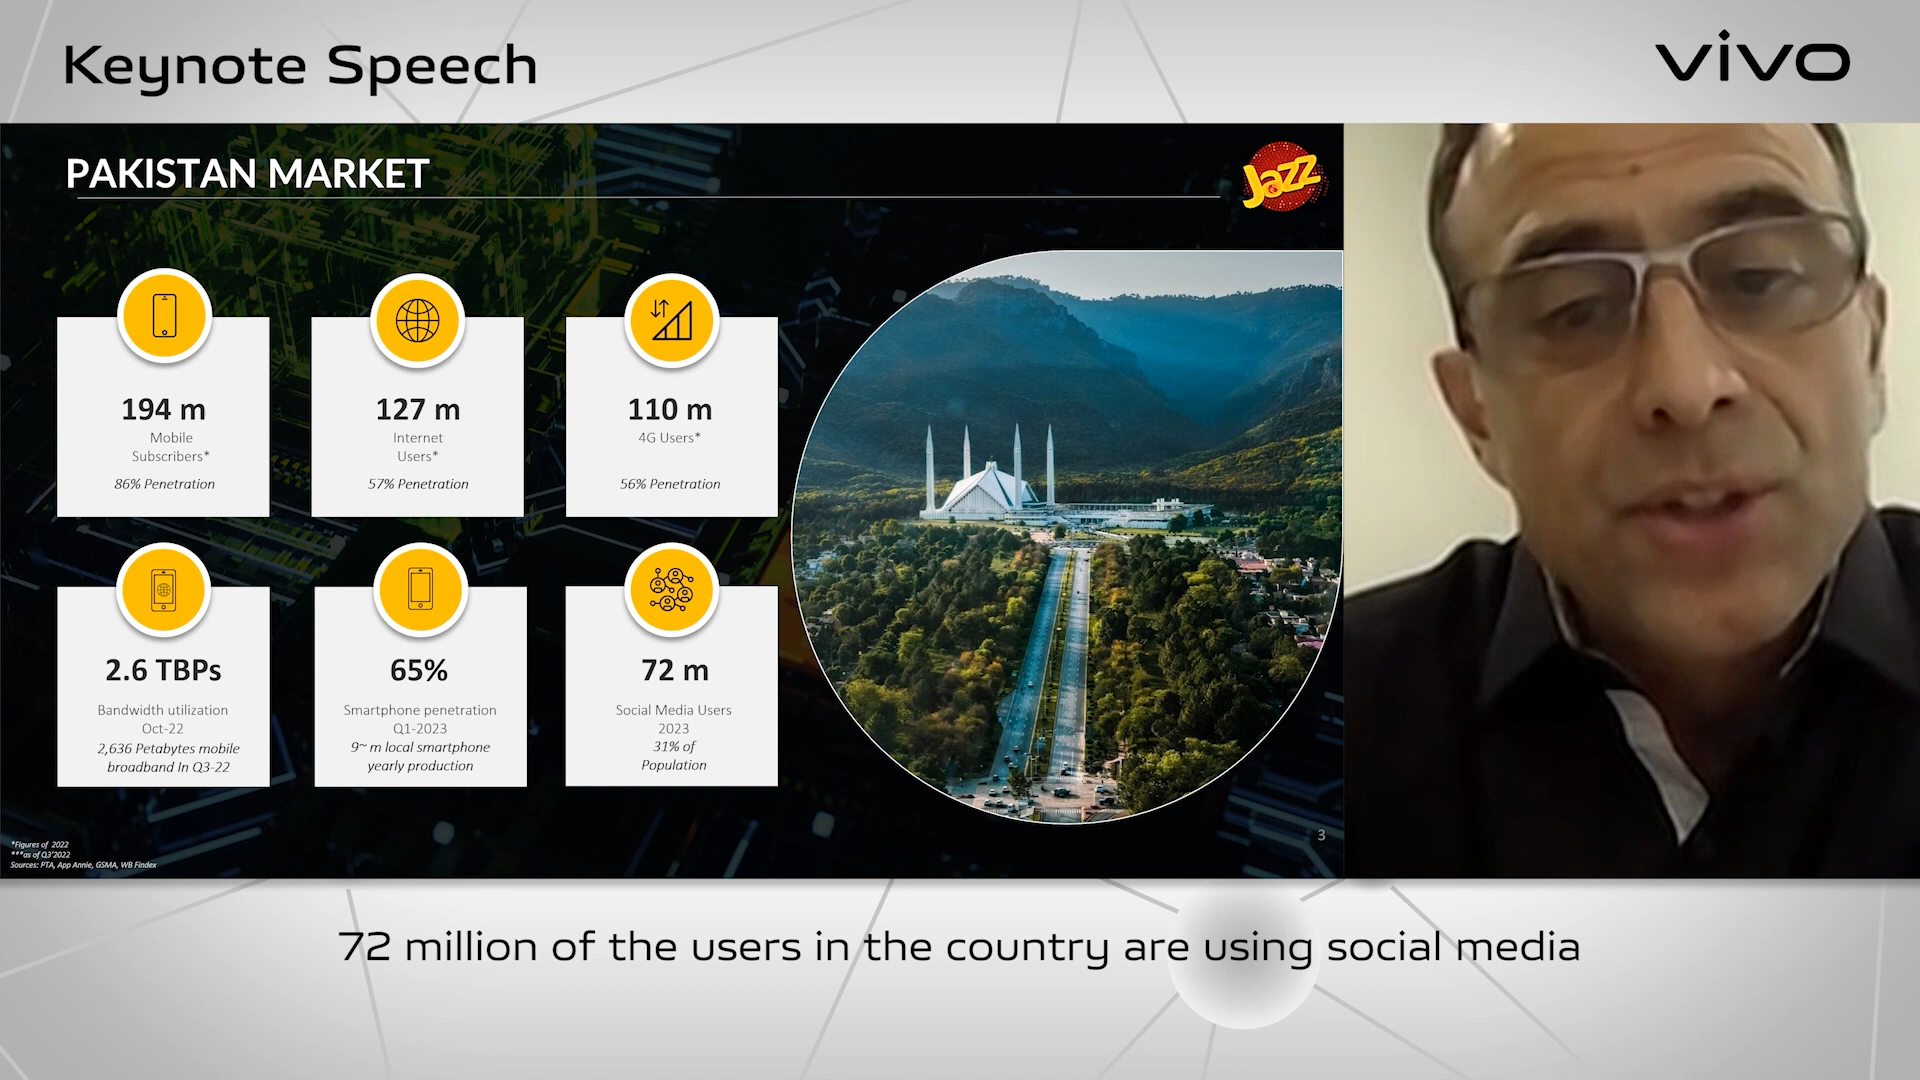 Keynote Speech
vivo
PAKISTAN MARKET
Jazz
194 m
Mobile
Subscribers*
86% Penetration
127 m
Internet
Users*
57% Penetration
110 m
4G Users*
56% Penetration
2.6 TBPs
Bandwidth utilization
Oct-22
2,636 Petabytes mobile
broadband In Q3-22
65%
Smartphone penetration
Q1-2023
9~ m local smartphone
yearly production
72 m
Social Media Users
2023
31% of
Population
3
*Figures of 2022
***as of Q3'2022
Sources: PTA, App Annie, GSMA, WB Findex
72 million of the users in the country are using social media